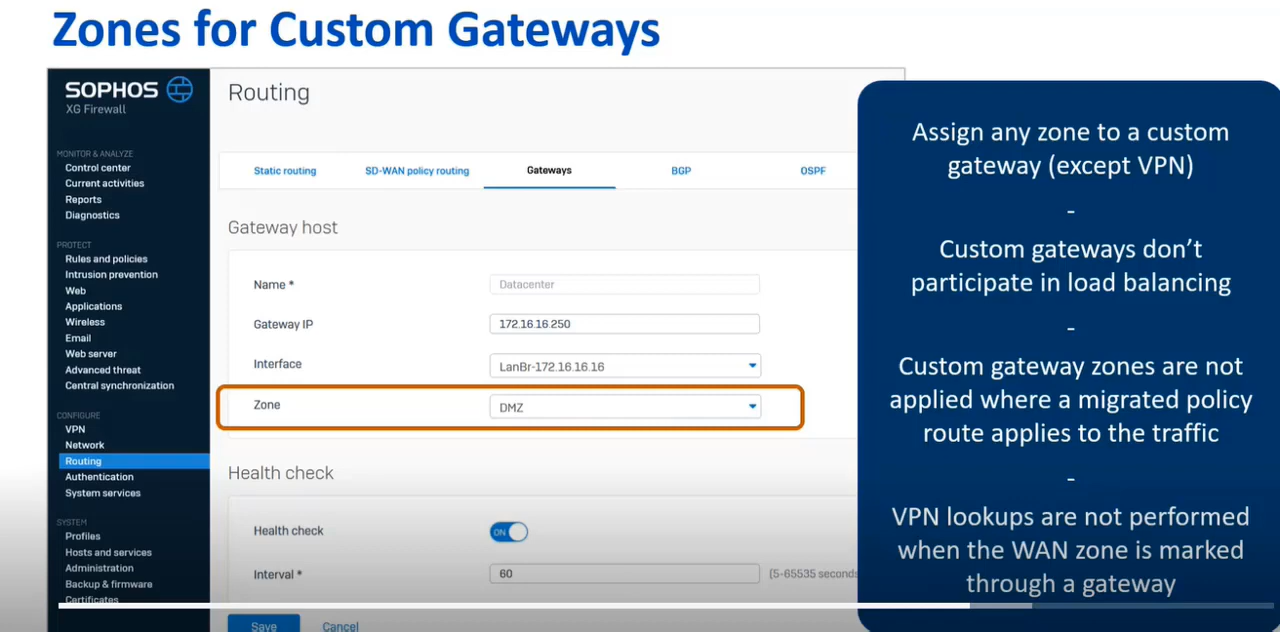 Zones for Custom Gateways
SOPHOS
XG Firewall
MONITOR & ANALYZE
Control center
Current activities
Reports
Diagnostics
PROTECT
Rules and policies
Intrusion prevention
Web
Applications
Wireless
Email
Web server
Advanced threat
Central synchronization
CONFIGURE
VPN
Network
Routing
Authentication
System services
SYSTEM
Profiles
Hosts and services
Administration
Backup & firmware
Certificates
Routing
Static routing SD-WAN policy routing Gateways BGP OSPF
Gateway host
Name * Datacenter
Gateway IP 172.16.16.250
Interface LanBr-172.16.16.16
Zone DMZ
Health check
Health check ON
Interval * 60 (5-65535 seconds
Save Cancel
Assign any zone to a custom
gateway (except VPN)
-
Custom gateways don’t
participate in load balancing
-
Custom gateway zones are not
applied where a migrated policy
route applies to the traffic
-
VPN lookups are not performed
when the WAN zone is marked
through a gateway